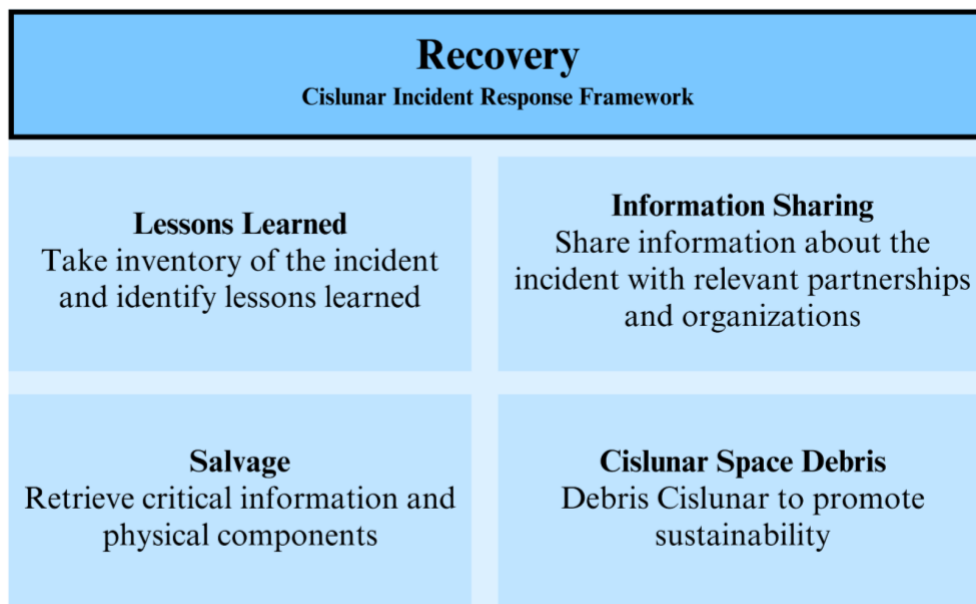 Recovery
Cislunar Incident Response Framework
Lessons Learned
Take inventory of the incident
and identify lessons learned
Information Sharing
Share information about the
incident with relevant partnerships
and organizations
Salvage
Retrieve critical information and
physical components
Cislunar Space Debris
Debris Cislunar to promote
sustainability